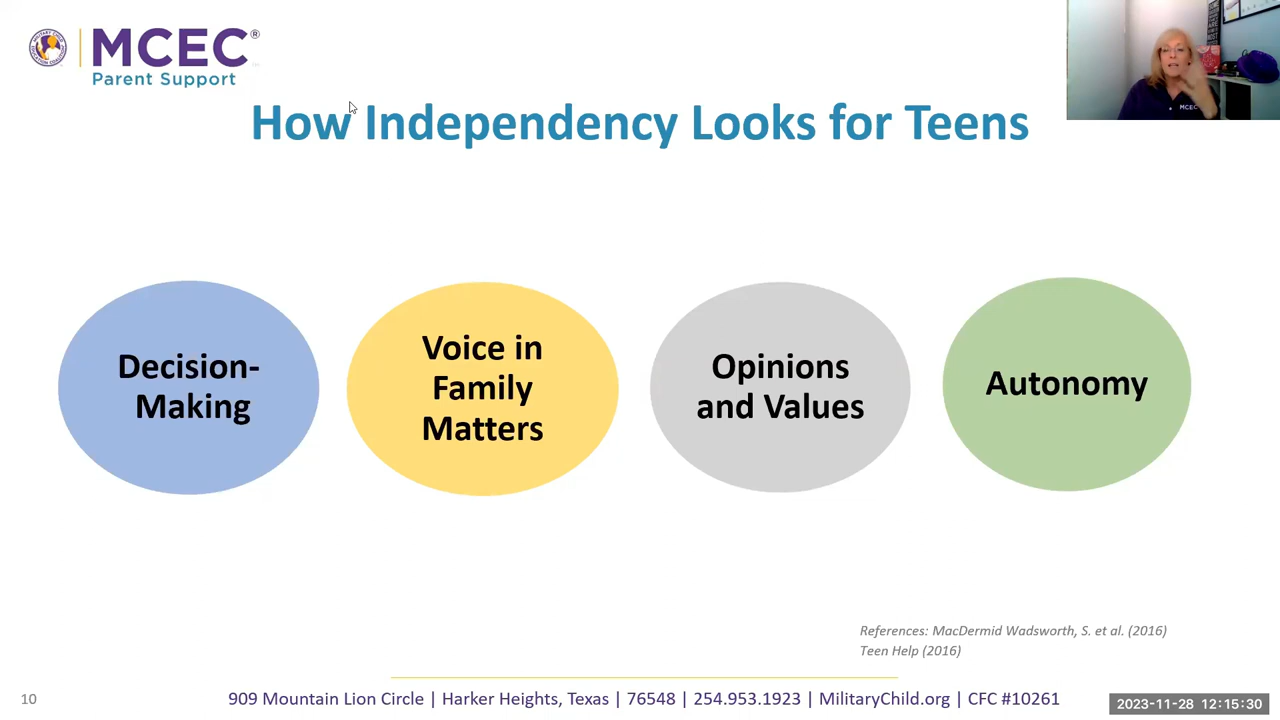 MCEC®
Parent Support
How Independency Looks for Teens
Decision-
Making
Voice in
Family
Matters
Opinions
and Values
Autonomy
MCEC
References: MacDermid Wadsworth, S. et al. (2016)
Teen Help (2016)
10
909 Mountain Lion Circle | Harker Heights, Texas | 76548 | 254.953.1923 | MilitaryChild.org | CFC #10261
2023-11-28 12:15:30